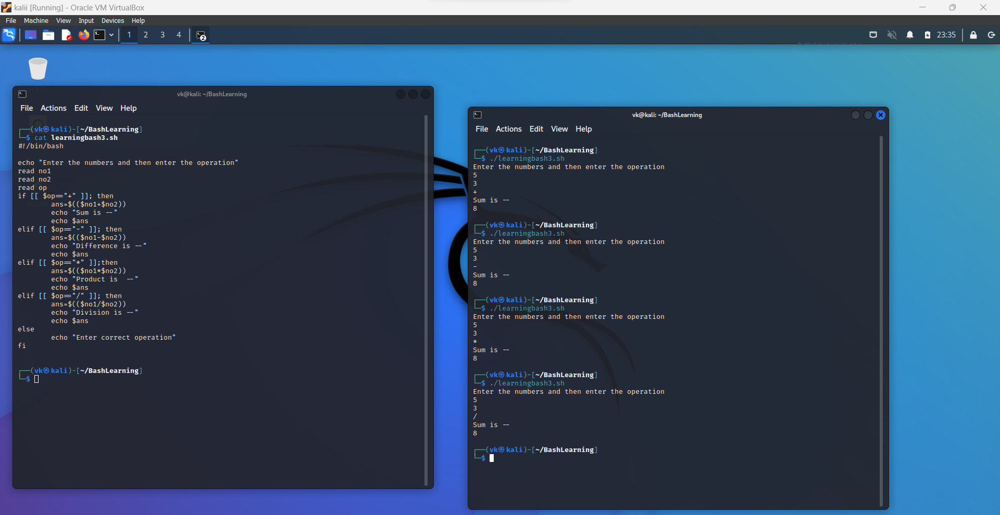 kalii [Running] - Oracle VM VirtualBox
File Machine View Input Devices Help
1 2 3 4 2 23:35
vk@kali: ~/BashLearning
File Actions Edit View Help
┌──(vk㉿kali)-[~/BashLearning]
└─$ cat learningbash3.sh
#!/bin/bash
echo "Enter the numbers and then enter the operation"
read no1
read no2
read op
if [[ $op=="+" ]]; then
ans=$(($no1+$no2))
echo "Sum is --"
echo $ans
elif [[ $op=="-" ]]; then
ans=$(($no1-$no2))
echo "Difference is --"
echo $ans
elif [[ $op=="*" ]];then
ans=$(($no1*$no2))
echo "Product is  --"
echo $ans
elif [[ $op=="/" ]]; then
ans=$(($no1/$no2))
echo "Division is --"
echo $ans
else
echo "Enter correct operation"
fi
┌──(vk㉿kali)-[~/BashLearning]
└─$
vk@kali: ~/BashLearning
File Actions Edit View Help
┌──(vk㉿kali)-[~/BashLearning]
└─$ ./learningbash3.sh
Enter the numbers and then enter the operation
5
3
+
Sum is --
8
┌──(vk㉿kali)-[~/BashLearning]
└─$ ./learningbash3.sh
Enter the numbers and then enter the operation
5
3
-
Sum is --
8
┌──(vk㉿kali)-[~/BashLearning]
└─$ ./learningbash3.sh
Enter the numbers and then enter the operation
5
3
*
Sum is --
8
┌──(vk㉿kali)-[~/BashLearning]
└─$ ./learningbash3.sh
Enter the numbers and then enter the operation
5
3
/
Sum is --
8
┌──(vk㉿kali)-[~/BashLearning]
└─$